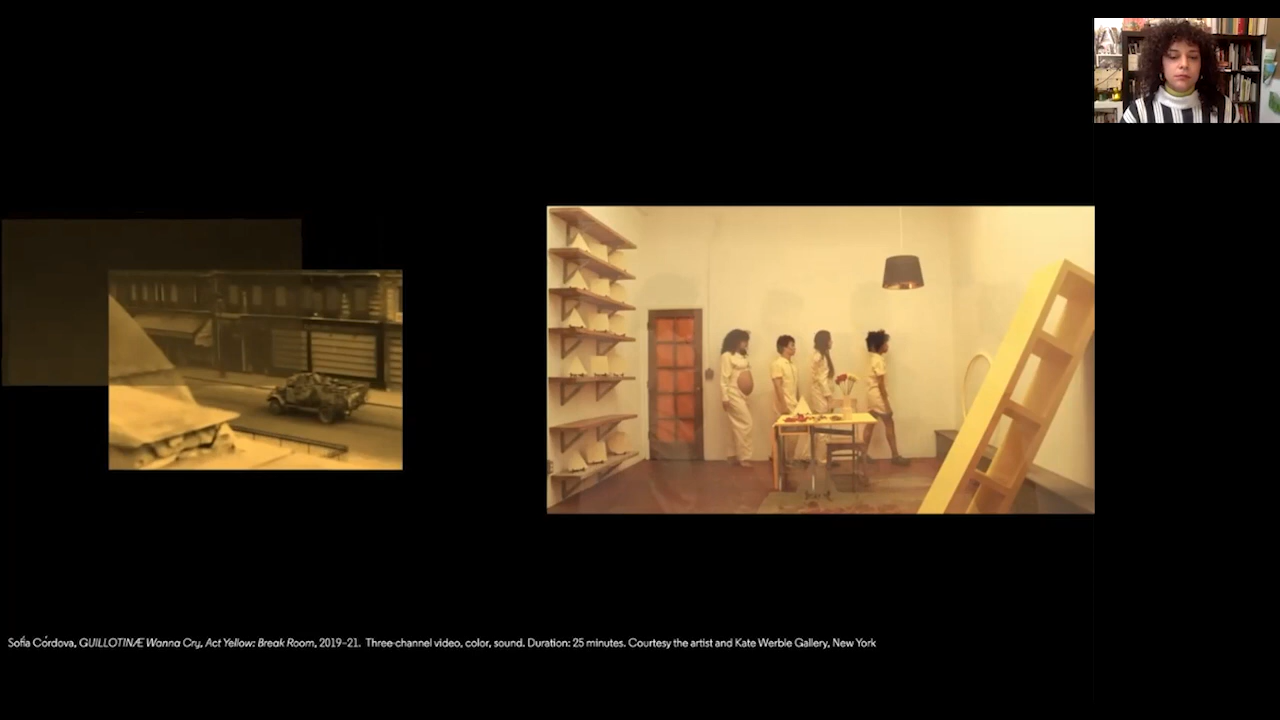 Sofía Córdova, GUILLOTINÆ Wanna Cry, Act Yellow: Break Room, 2019–21. Three-channel video, color, sound. Duration: 25 minutes. Courtesy the artist and Kate Werble Gallery, New York